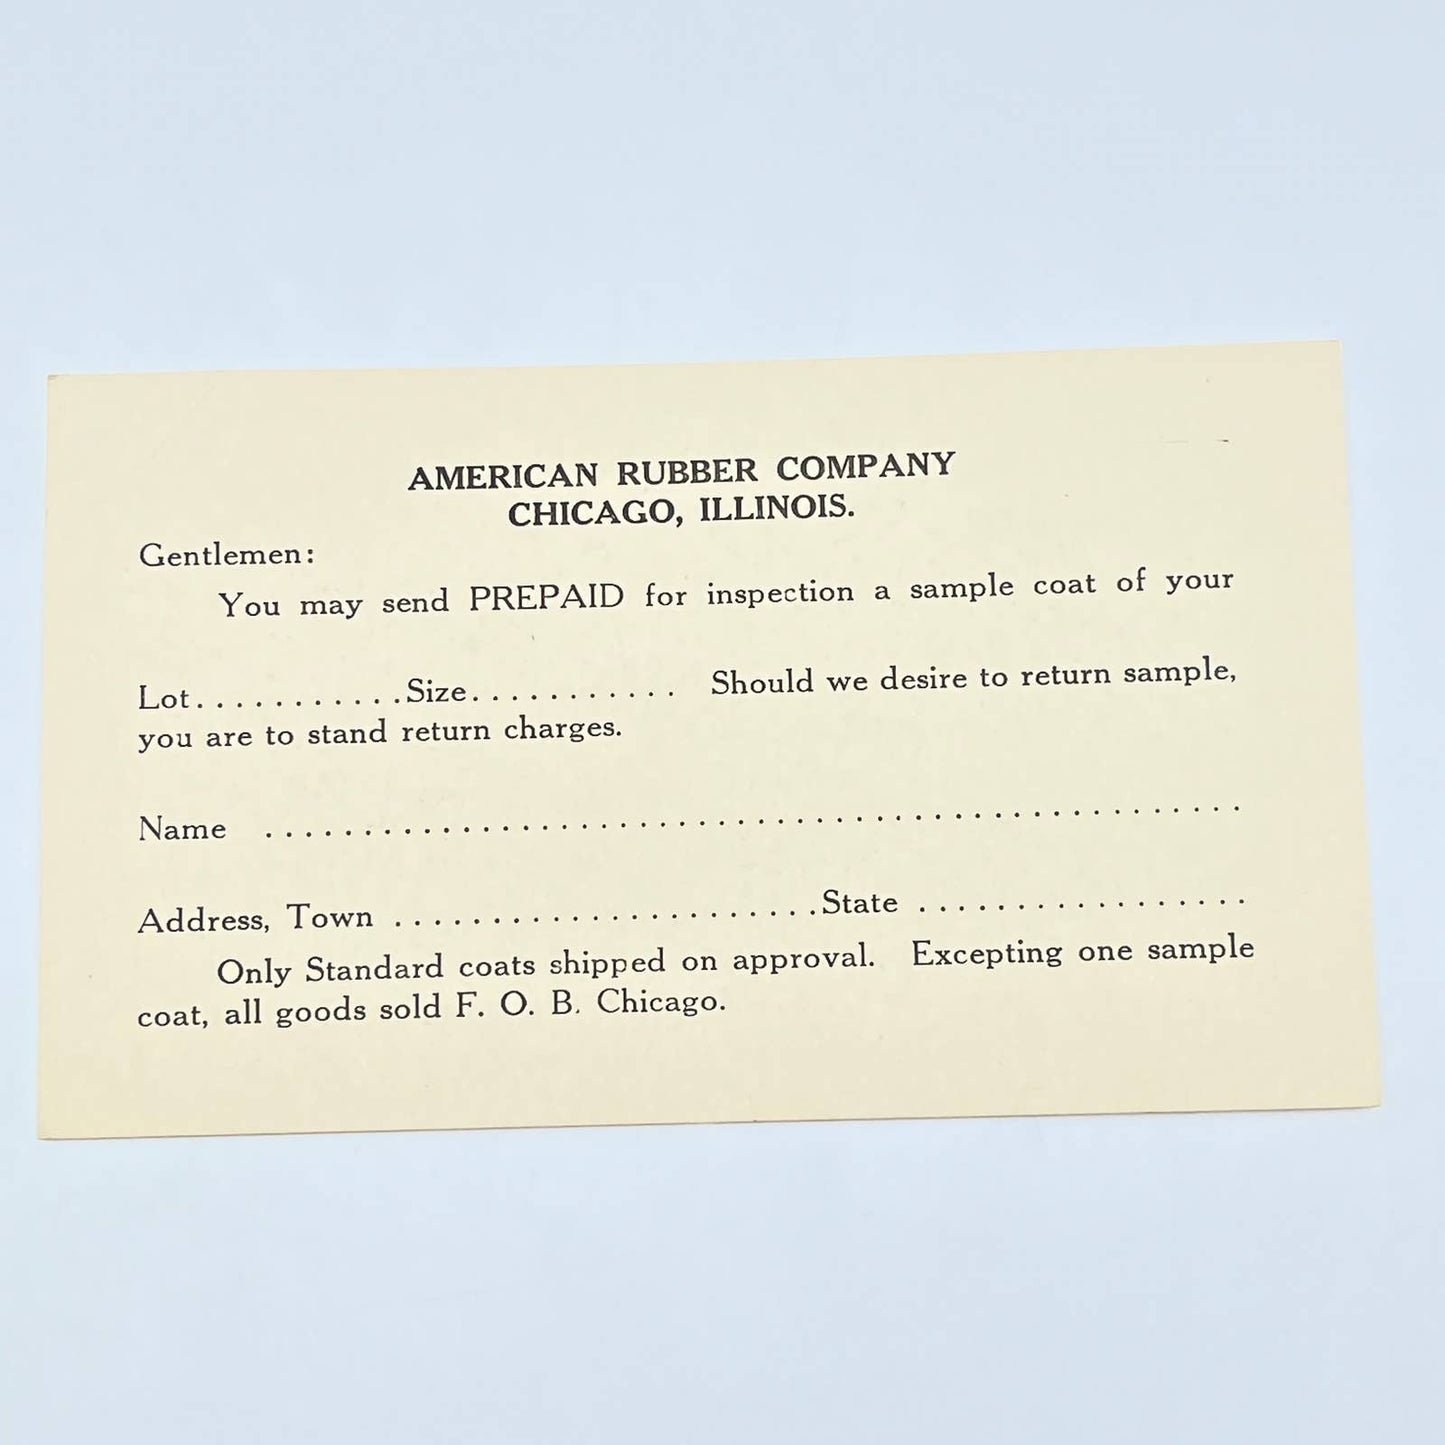 AMERICAN RUBBER COMPANY
CHICAGO, ILLINOIS.
Gentlemen:
You may send PREPAID for inspection a sample coat of your
Lot...........Size........... Should we desire to return sample,
you are to stand return charges.
Name ..................................................
Address, Town ......................State .................
Only Standard coats shipped on approval. Excepting one sample
coat, all goods sold F. O. B. Chicago.